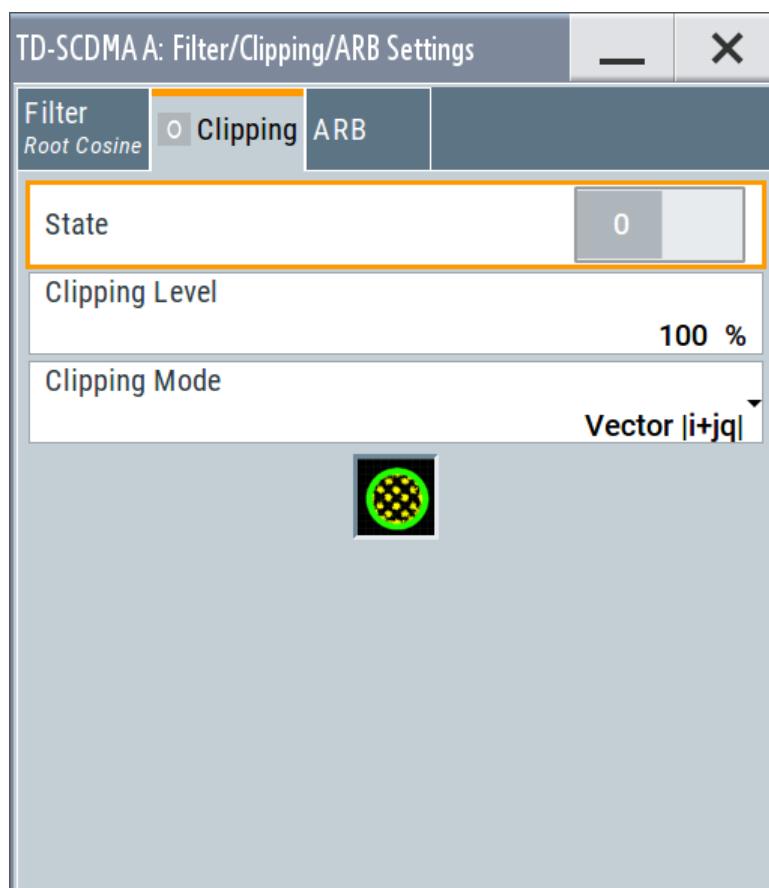 TD-SCDMA A: Filter/Clipping/ARB Settings
Filter
Root Cosine
O Clipping
ARB
State
0
Clipping Level
100 %
Clipping Mode
Vector |i+jq|